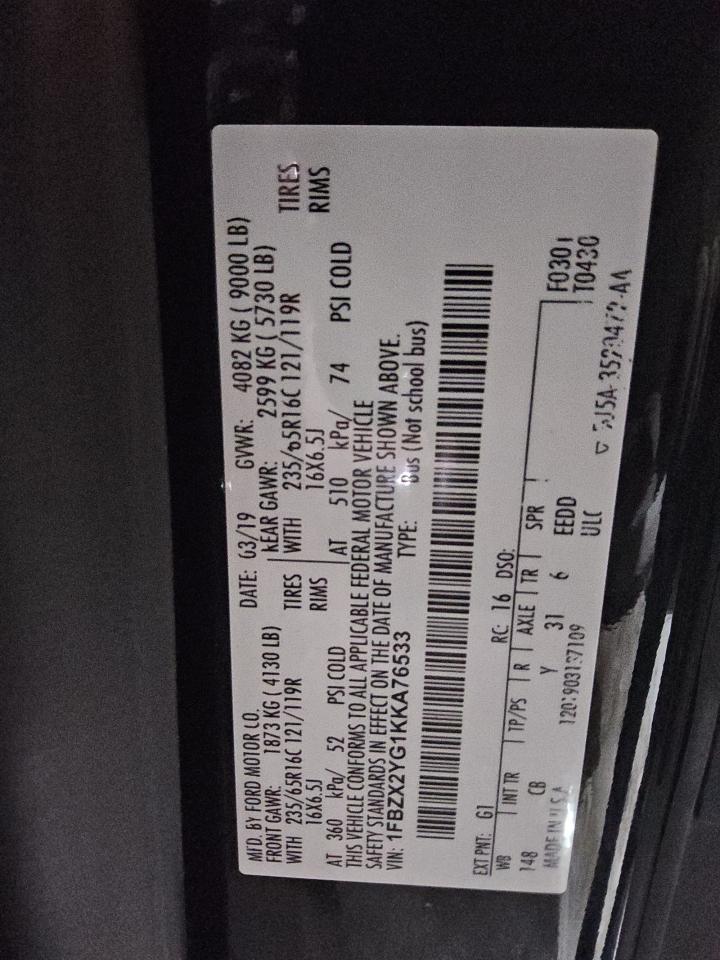 MFD. BY FORD MOTOR CO.
DATE: 03/19 GVWR: 4082 KG ( 9000 LB)
FRONT GAWR: 1873 KG ( 4130 LB)
REAR GAWR: 2599 KG ( 5730 LB)
WITH 235/65R16C 121/119R TIRES
WITH 235/65R16C 121/119R TIRES
16X6.5J RIMS
16X6.5J RIMS
AT 360 kPa/ 52 PSI COLD
AT 510 kPa/ 74 PSI COLD
THIS VEHICLE CONFORMS TO ALL APPLICABLE FEDERAL MOTOR VEHICLE
SAFETY STANDARDS IN EFFECT ON THE DATE OF MANUFACTURE SHOWN ABOVE.
VIN: 1FBZX2YG1KKA76533 TYPE: Bus (Not school bus)
EXT PNT: G1 RC: 16 DSO: F0301
WB INT TR TP/PS R AXLE TR SPR T0430
148 CB Y 31 6 EEDD
MADE IN U.S.A. ULC